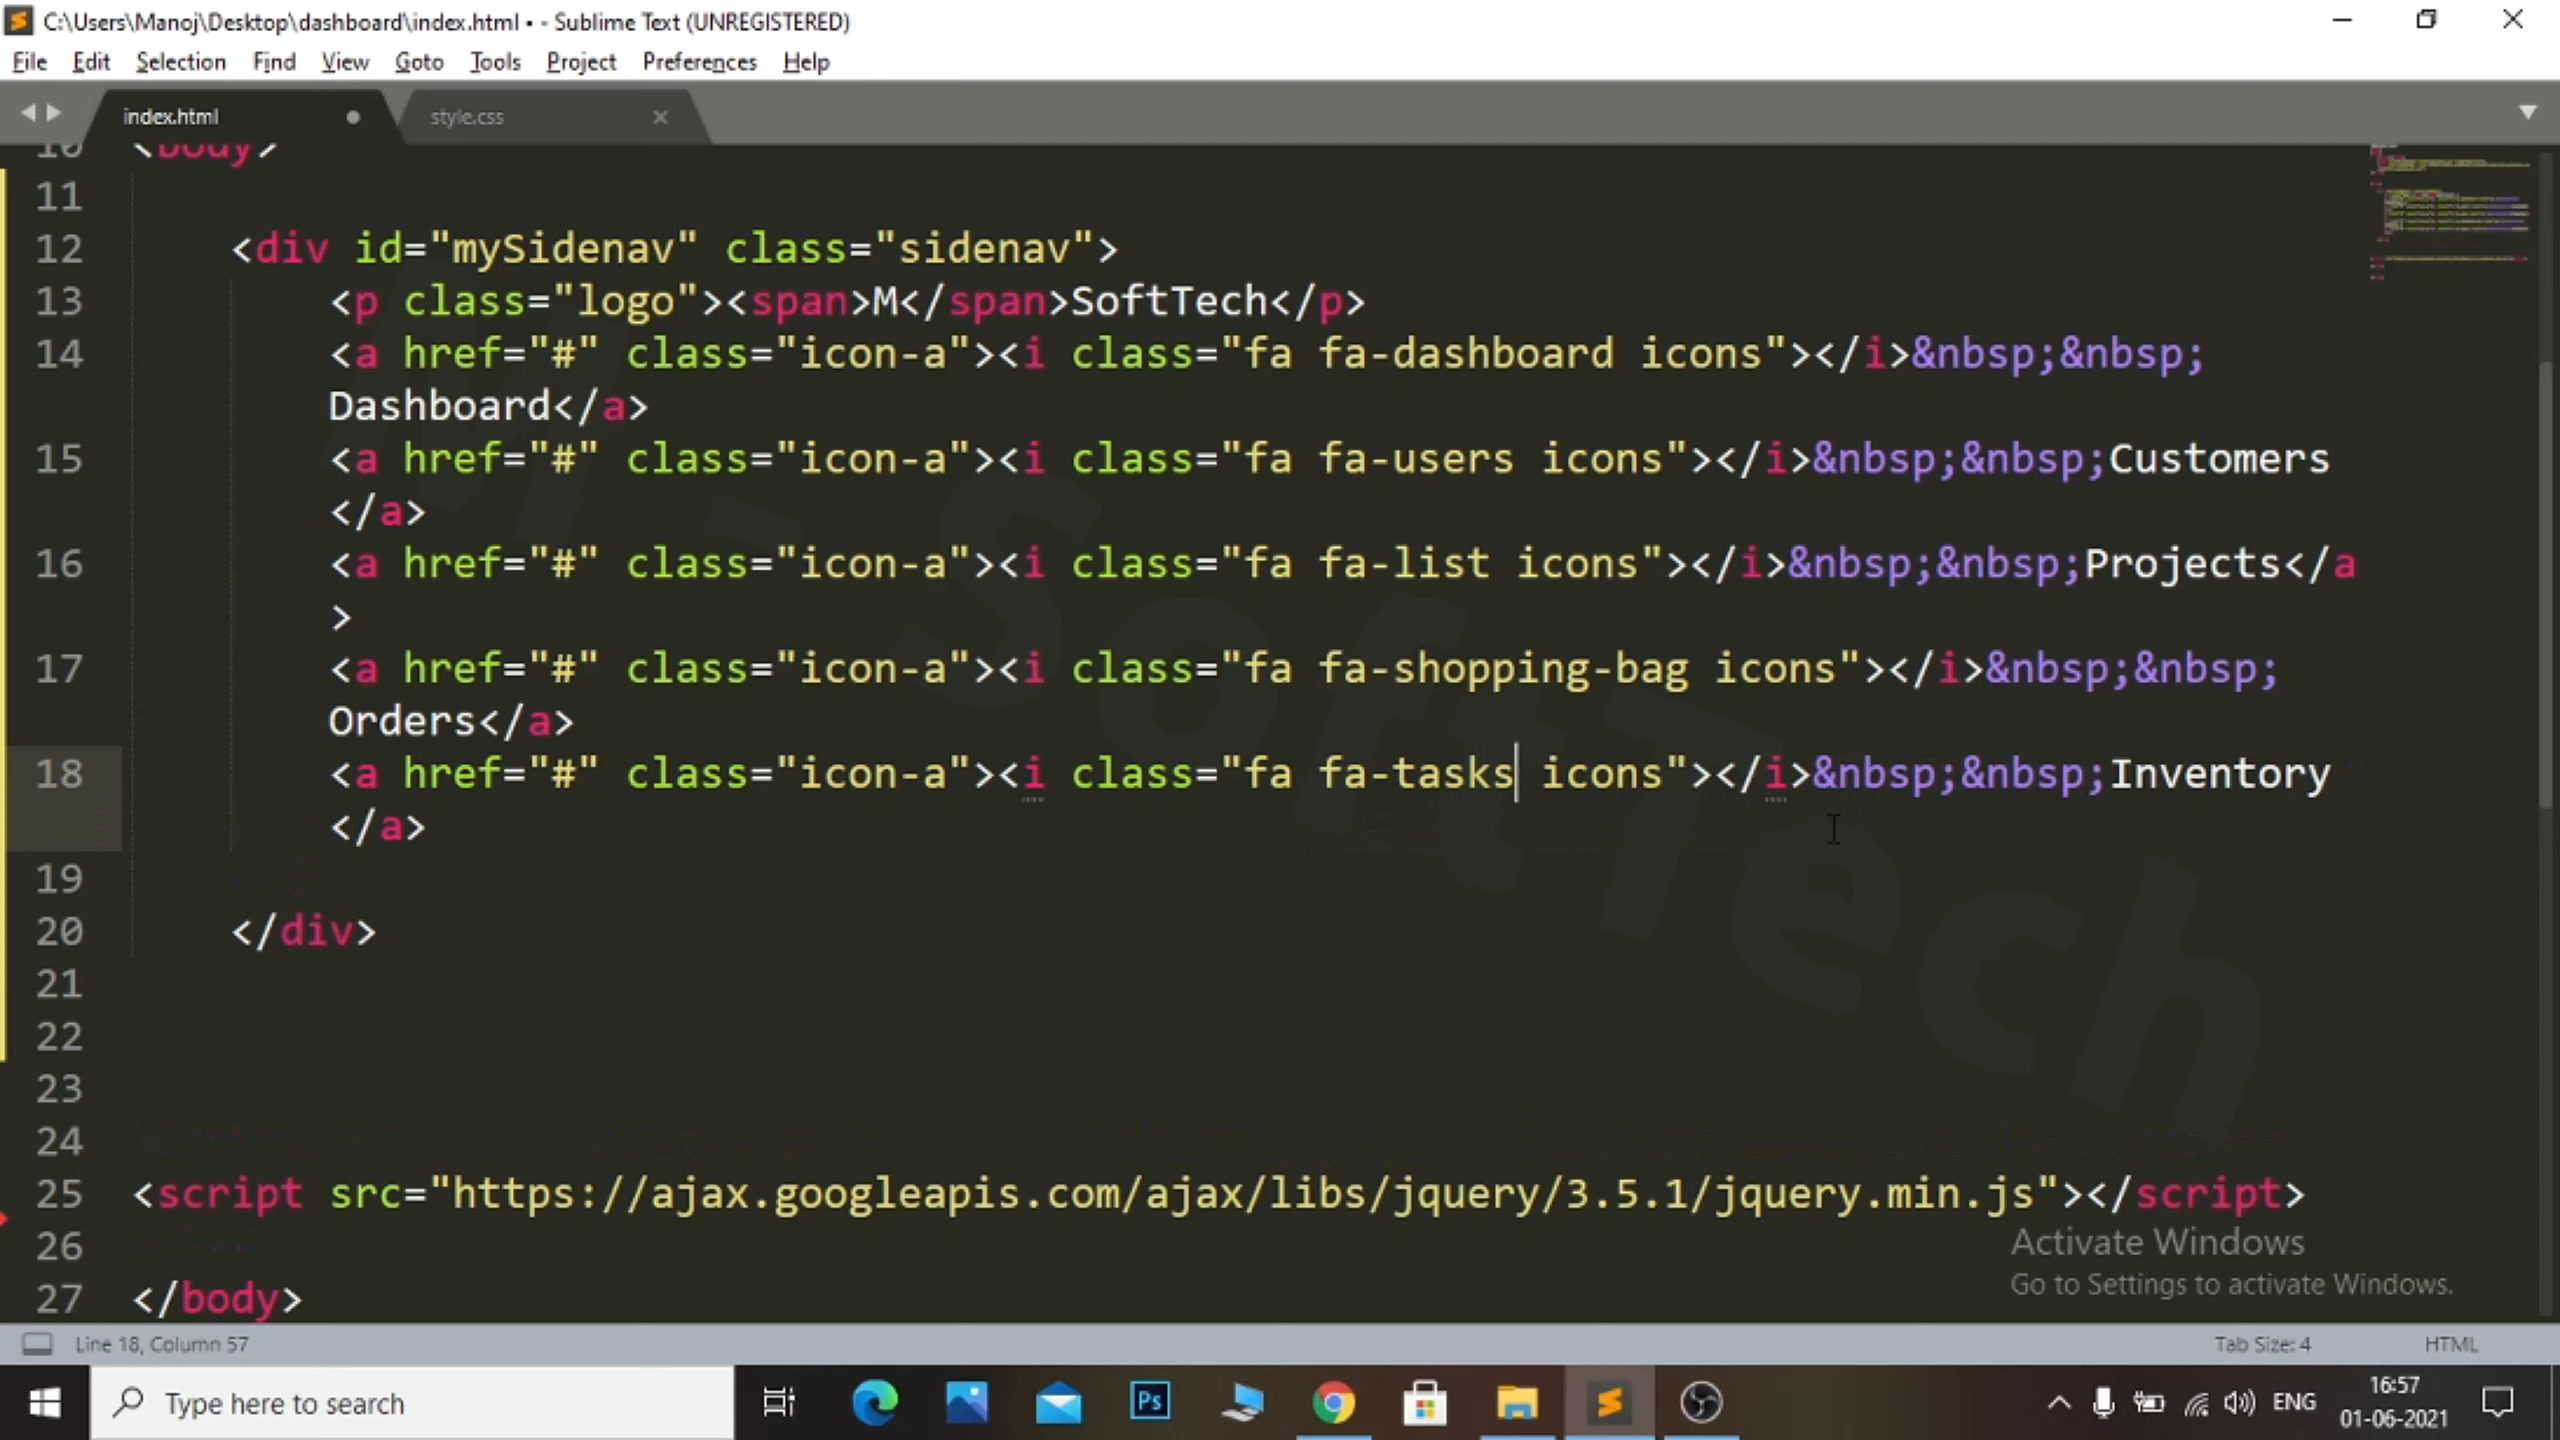 C:\Users\Manoj\Desktop\dashboard\index.html • - Sublime Text (UNREGISTERED)
File Edit Selection Find View Goto Tools Project Preferences Help
index.html style.css
10 <body>
11
12 <div id="mySidenav" class="sidenav">
13 <p class="logo"><span>M</span>SoftTech</p>
14 <a href="#" class="icon-a"><i class="fa fa-dashboard icons"></i>&nbsp;&nbsp;
Dashboard</a>
15 <a href="#" class="icon-a"><i class="fa fa-users icons"></i>&nbsp;&nbsp;Customers
</a>
16 <a href="#" class="icon-a"><i class="fa fa-list icons"></i>&nbsp;&nbsp;Projects</a
>
17 <a href="#" class="icon-a"><i class="fa fa-shopping-bag icons"></i>&nbsp;&nbsp;
Orders</a>
18 <a href="#" class="icon-a"><i class="fa fa-tasks icons"></i>&nbsp;&nbsp;Inventory
</a>
19
20 </div>
21
22
23
24
25 <script src="https://ajax.googleapis.com/ajax/libs/jquery/3.5.1/jquery.min.js"></script>
26
27 </body>
M - SoftTech
Activate Windows
Go to Settings to activate Windows.
Line 18, Column 57 Tab Size: 4 HTML
Type here to search
Ps
ENG
16:57
01-06-2021